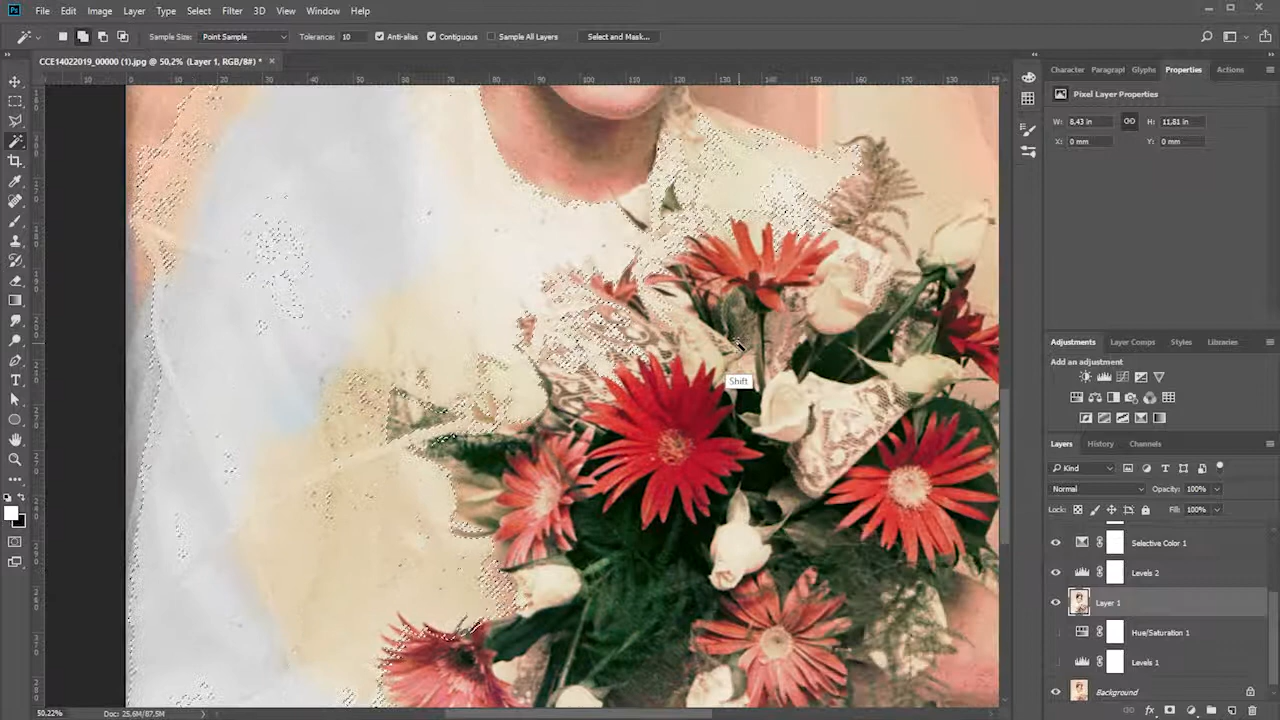 Ps File Edit Image Layer Type Select Filter 3D View Window Help
Sample Size: Point Sample Tolerance: 10 Anti-alias Contiguous Sample All Layers Select and Mask...
CCE14022019_00000 (1).jpg @ 50,2% (Layer 1, RGB/8#) * ×
Character Paragraph Glyphs Properties Actions
Pixel Layer Properties
W: 8,43 in H: 11,81 in
X: 0 mm Y: 0 mm
Shift
Adjustments Layer Comps Styles Libraries
Add an adjustment
Layers History Channels
Kind
Normal Opacity: 100%
Lock: Fill: 100%
Selective Color 1
Levels 2
Layer 1
Hue/Saturation 1
Levels 1
Background
50,22% Doc: 25,6M/87,5M